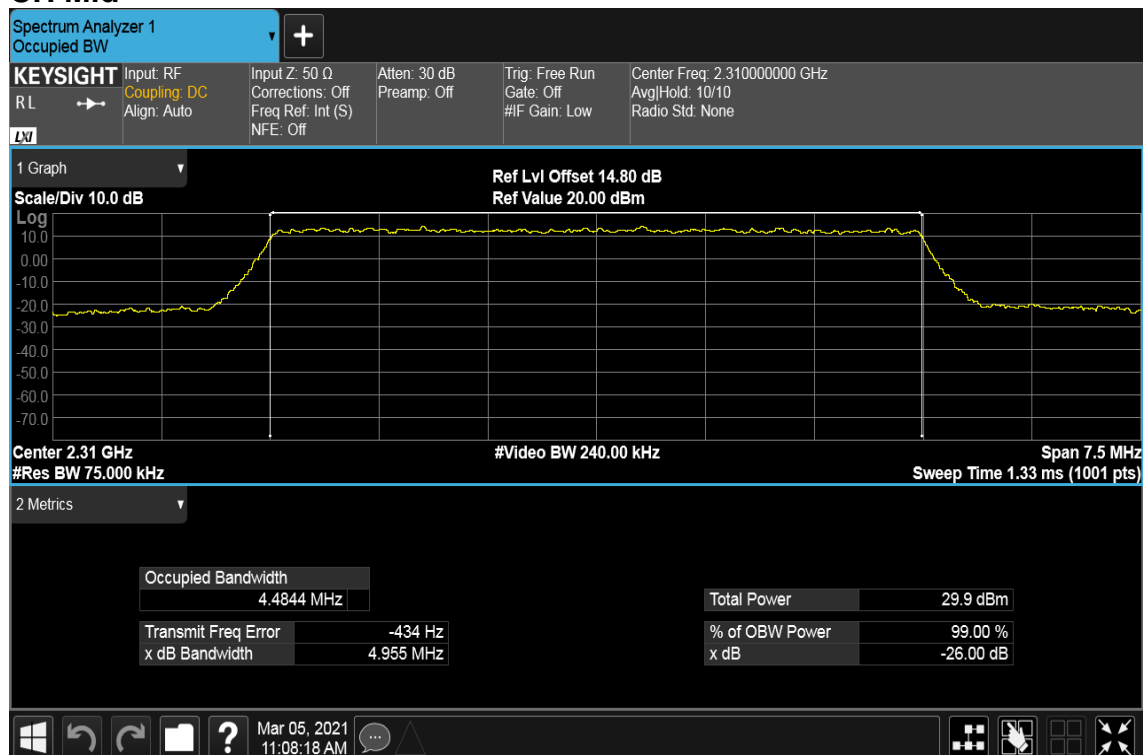 Spectrum Analyzer 1
Occupied BW
KEYSIGHT
RL
LXI
Input: RF
Coupling: DC
Align: Auto
Input Z: 50 Ω
Corrections: Off
Freq Ref: Int (S)
NFE: Off
Atten: 30 dB
Preamp: Off
Trig: Free Run
Gate: Off
#IF Gain: Low
Center Freq: 2.310000000 GHz
Avg|Hold: 10/10
Radio Std: None
1 Graph
Scale/Div 10.0 dB
Ref Lvl Offset 14.80 dB
Ref Value 20.00 dBm
Log
10.0
0.00
-10.0
-20.0
-30.0
-40.0
-50.0
-60.0
-70.0
Center 2.31 GHz
#Res BW 75.000 kHz
#Video BW 240.00 kHz
Span 7.5 MHz
Sweep Time 1.33 ms (1001 pts)
2 Metrics
Occupied Bandwidth
4.4844 MHz
Total Power 29.9 dBm
Transmit Freq Error -434 Hz
% of OBW Power 99.00 %
x dB Bandwidth 4.955 MHz
x dB -26.00 dB
?
Mar 05, 2021
11:08:18 AM